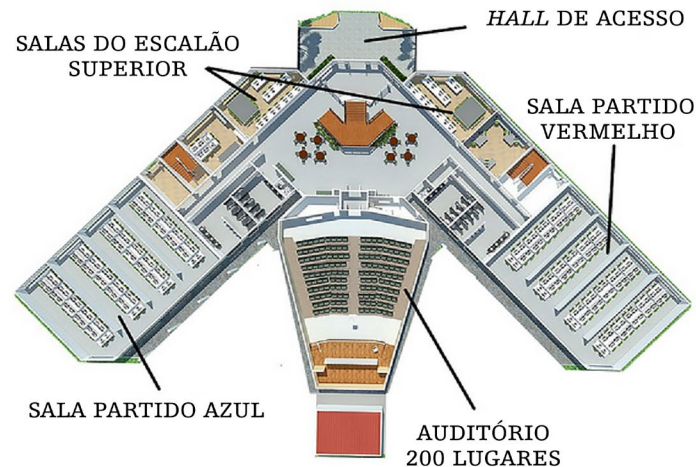 HALL DE ACESSO
SALAS DO ESCALÃO
SUPERIOR
SALA PARTIDO
VERMELHO
SALA PARTIDO AZUL
AUDITÓRIO
200 LUGARES